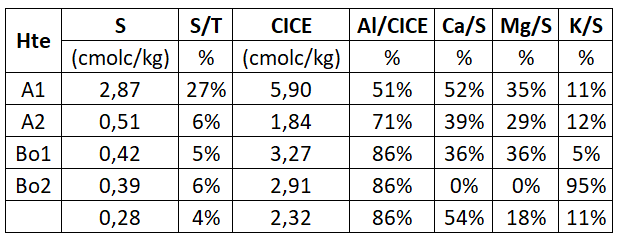 Hte S S/T CICE Al/CICE Ca/S Mg/S K/S
(cmolc/kg) % (cmolc/kg) % % % %
A1 2,87 27% 5,90 51% 52% 35% 11%
A2 0,51 6% 1,84 71% 39% 29% 12%
Bo1 0,42 5% 3,27 86% 36% 36% 5%
Bo2 0,39 6% 2,91 86% 0% 0% 95%
0,28 4% 2,32 86% 54% 18% 11%